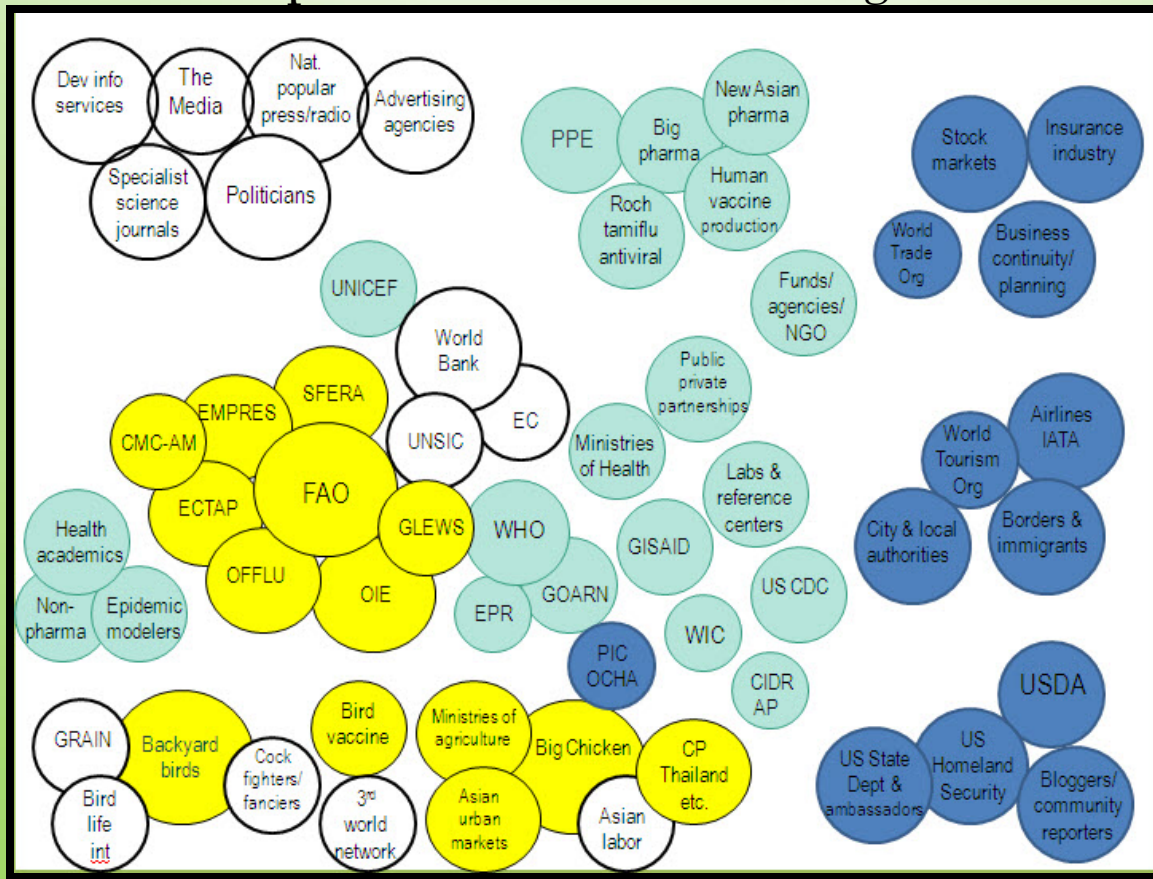 Dev info
services
The
Media
Nat.
popular
press/radio
Advertising
agencies
Specialist
science
journals
Politicians
PPE
Big
pharma
New Asian
pharma
Roch
tamiflu
antiviral
Human
vaccine
production
Stock
markets
Insurance
industry
World
Trade
Org
Business
continuity/
planning
UNICEF
Funds/
agencies/
NGO
World
Bank
EC
UNSIC
Public
private
partnerships
SFERA
EMPRES
CMC-AM
FAO
ECTAP
GLEWS
OFFLU
OIE
Ministries
of Health
Labs &
reference
centers
WHO
GISAID
GOARN
EPR
US CDC
WIC
PIC
OCHA
CIDR
AP
Airlines
IATA
World
Tourism
Org
City & local
authorities
Borders &
immigrants
Health
academics
Non-
pharma
Epidemic
modelers
GRAIN
Backyard
birds
Bird
life
int
Cock
fighters/
fanciers
Bird
vaccine
3rd
world
network
Ministries of
agriculture
Big Chicken
Asian
urban
markets
Asian
labor
CP
Thailand
etc.
USDA
US State
Dept &
ambassadors
US
Homeland
Security
Bloggers/
community
reporters